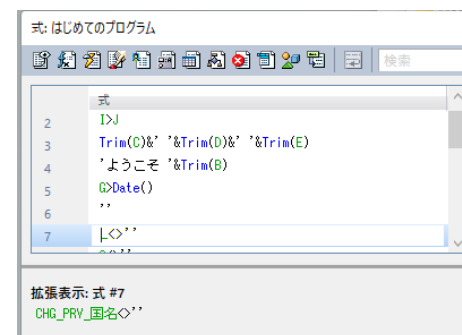 式: はじめてのプログラム
検索
式
2 I>J
3 Trim(C)&' '&Trim(D)&' '&Trim(E)
4 'ようこそ '&Trim(B)
5 G>Date()
6 ''
7 L<>''
拡張表示: 式 #7
CHG_PRV_国名<>''